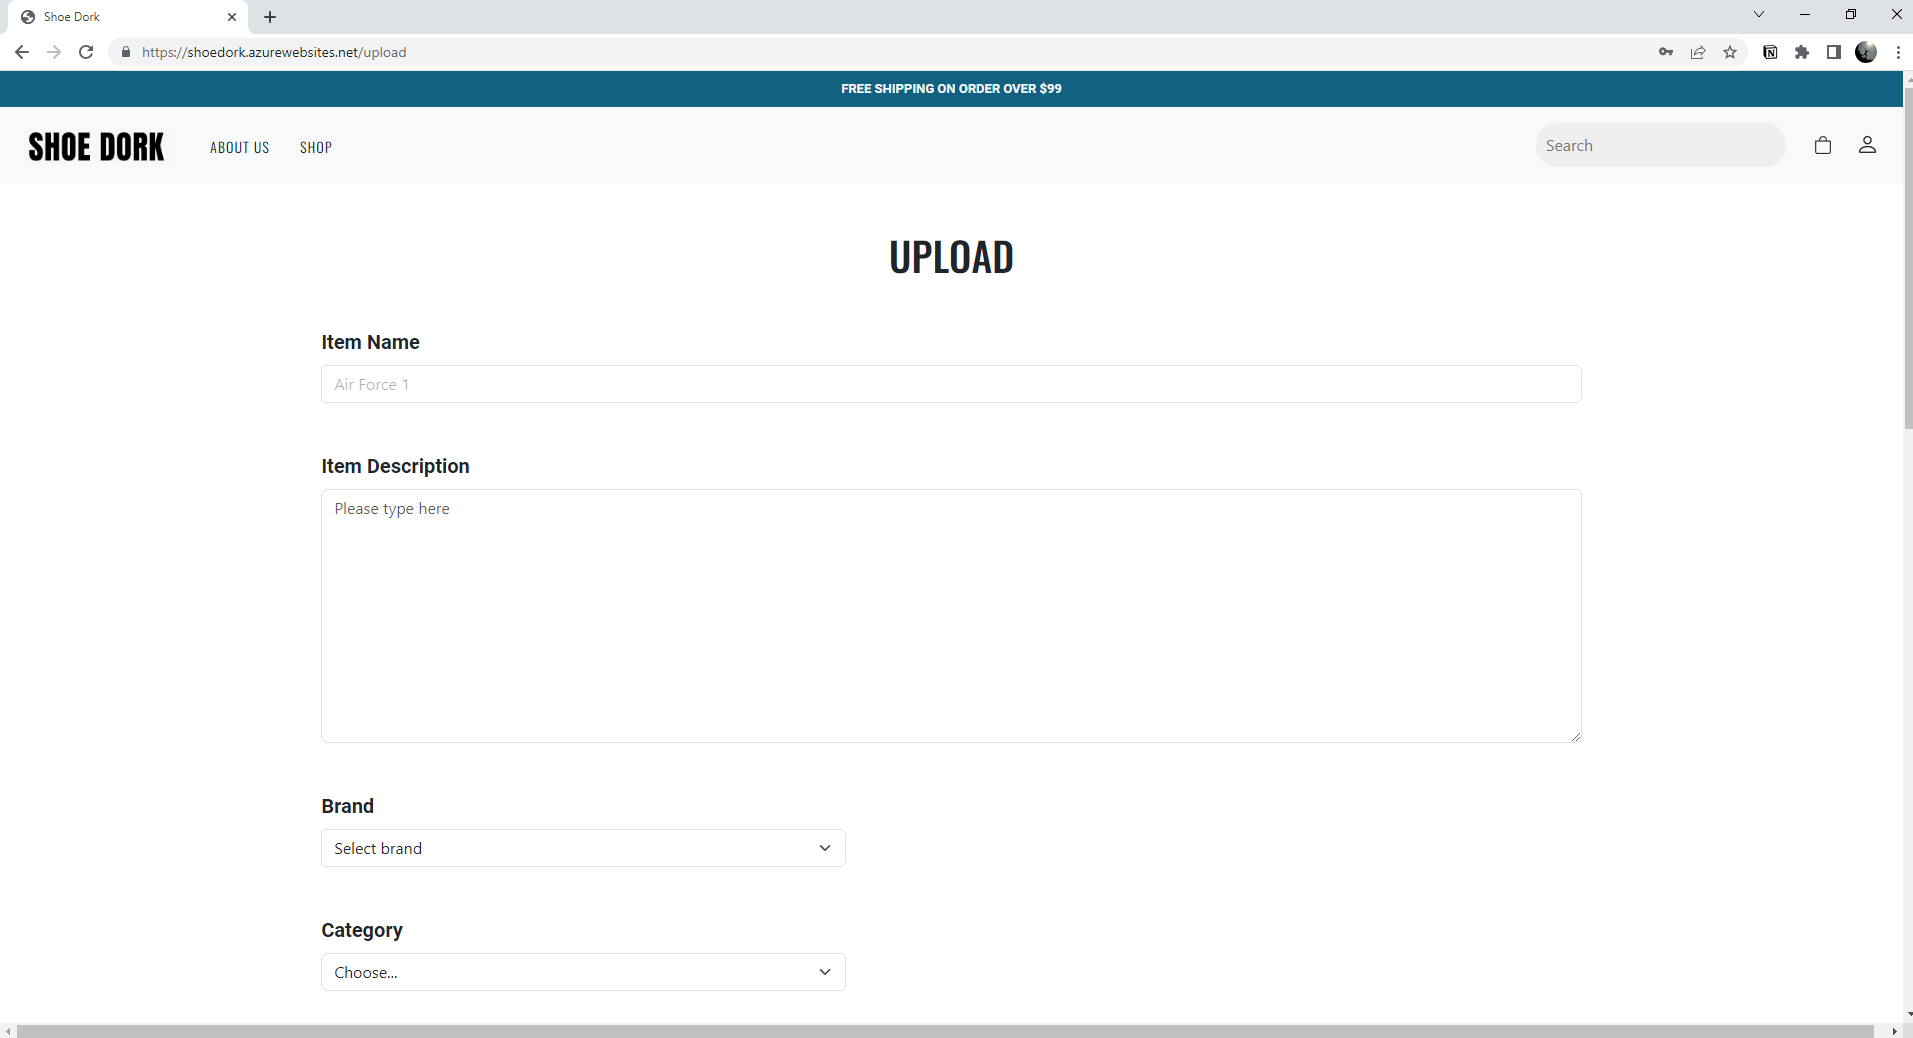 Shoe Dork
https://shoedork.azurewebsites.net/upload
FREE SHIPPING ON ORDER OVER $99
SHOE DORK
ABOUT US
SHOP
Search
UPLOAD
Item Name
Air Force 1
Item Description
Please type here
Brand
Select brand
Category
Choose...